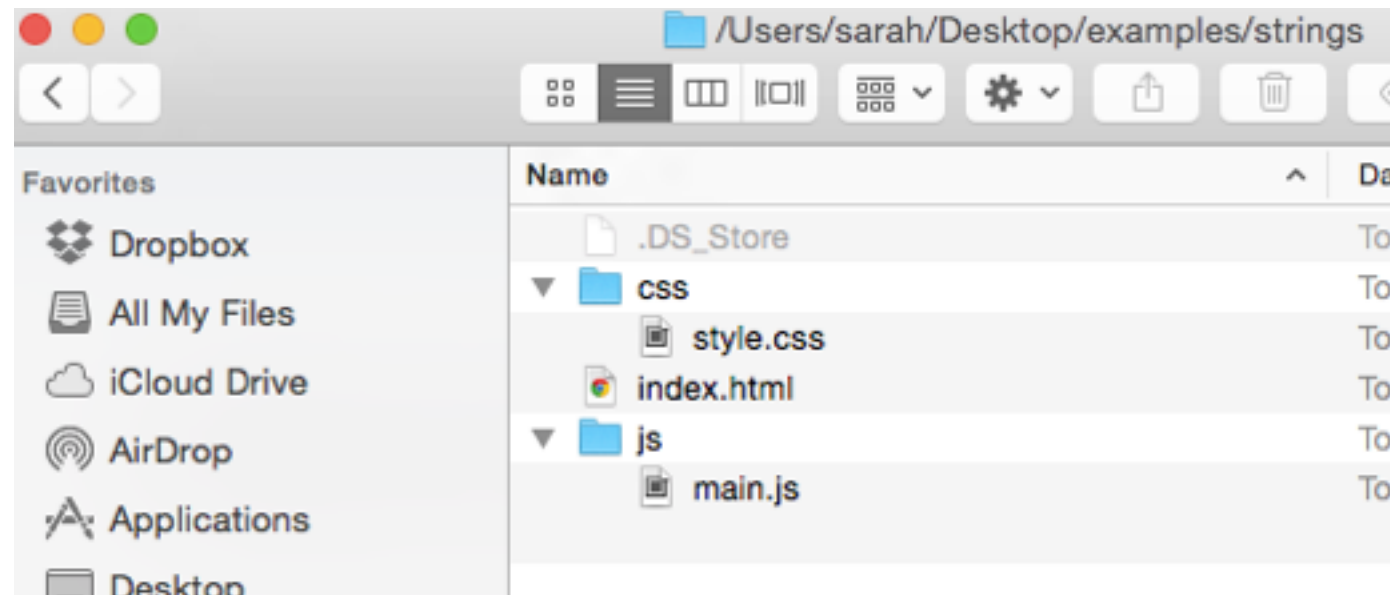 /Users/sarah/Desktop/examples/strings
Favorites
Dropbox
All My Files
iCloud Drive
AirDrop
Applications
Desktop
Name Da
.DS_Store To
css To
style.css To
index.html To
js To
main.js To